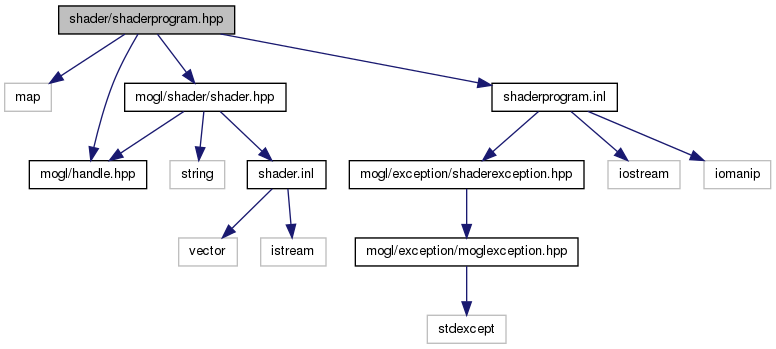 shader/shaderprogram.hpp
map
mogl/shader/shader.hpp
shaderprogram.inl
mogl/handle.hpp
string
shader.inl
mogl/exception/shaderexception.hpp
iostream
iomanip
vector
istream
mogl/exception/moglexception.hpp
stdexcept